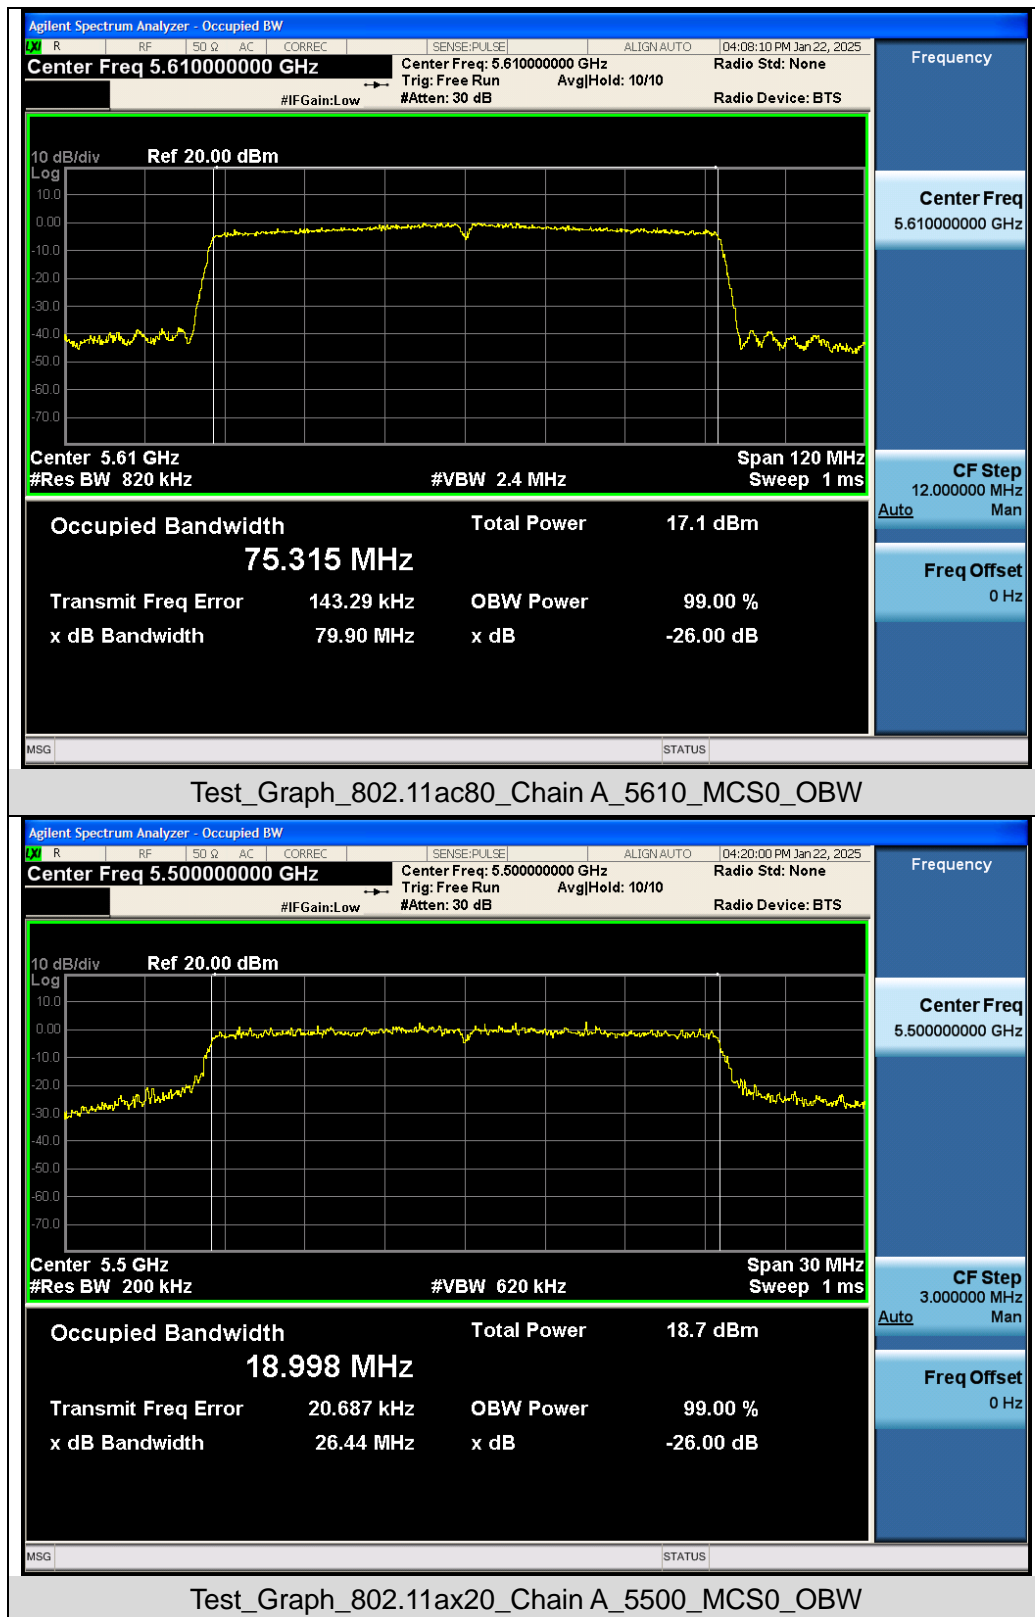 Agilent Spectrum Analyzer - Occupied BW
LXI R RF 50 Ω AC CORREC SENSE:PULSE ALIGN AUTO 04:08:10 PM Jan 22, 2025
Center Freq 5.610000000 GHz
Center Freq: 5.610000000 GHz Radio Std: None
Trig: Free Run Avg|Hold: 10/10
#IFGain:Low #Atten: 30 dB Radio Device: BTS
Frequency
10 dB/div Ref 20.00 dBm
Log
10.0
0.00
-10.0
-20.0
-30.0
-40.0
-50.0
-60.0
-70.0
Center 5.61 GHz Span 120 MHz
#Res BW 820 kHz #VBW 2.4 MHz Sweep 1 ms
Center Freq
5.610000000 GHz
CF Step
12.000000 MHz
Auto Man
Freq Offset
0 Hz
Occupied Bandwidth Total Power 17.1 dBm
75.315 MHz
Transmit Freq Error 143.29 kHz OBW Power 99.00 %
x dB Bandwidth 79.90 MHz x dB -26.00 dB
MSG STATUS
Test_Graph_802.11ac80_Chain A_5610_MCS0_OBW
Agilent Spectrum Analyzer - Occupied BW
LXI R RF 50 Ω AC CORREC SENSE:PULSE ALIGN AUTO 04:20:00 PM Jan 22, 2025
Center Freq 5.500000000 GHz
Center Freq: 5.500000000 GHz Radio Std: None
Trig: Free Run Avg|Hold: 10/10
#IFGain:Low #Atten: 30 dB Radio Device: BTS
Frequency
10 dB/div Ref 20.00 dBm
Log
10.0
0.00
-10.0
-20.0
-30.0
-40.0
-50.0
-60.0
-70.0
Center 5.5 GHz Span 30 MHz
#Res BW 200 kHz #VBW 620 kHz Sweep 1 ms
Center Freq
5.500000000 GHz
CF Step
3.000000 MHz
Auto Man
Freq Offset
0 Hz
Occupied Bandwidth Total Power 18.7 dBm
18.998 MHz
Transmit Freq Error 20.687 kHz OBW Power 99.00 %
x dB Bandwidth 26.44 MHz x dB -26.00 dB
MSG STATUS
Test_Graph_802.11ax20_Chain A_5500_MCS0_OBW